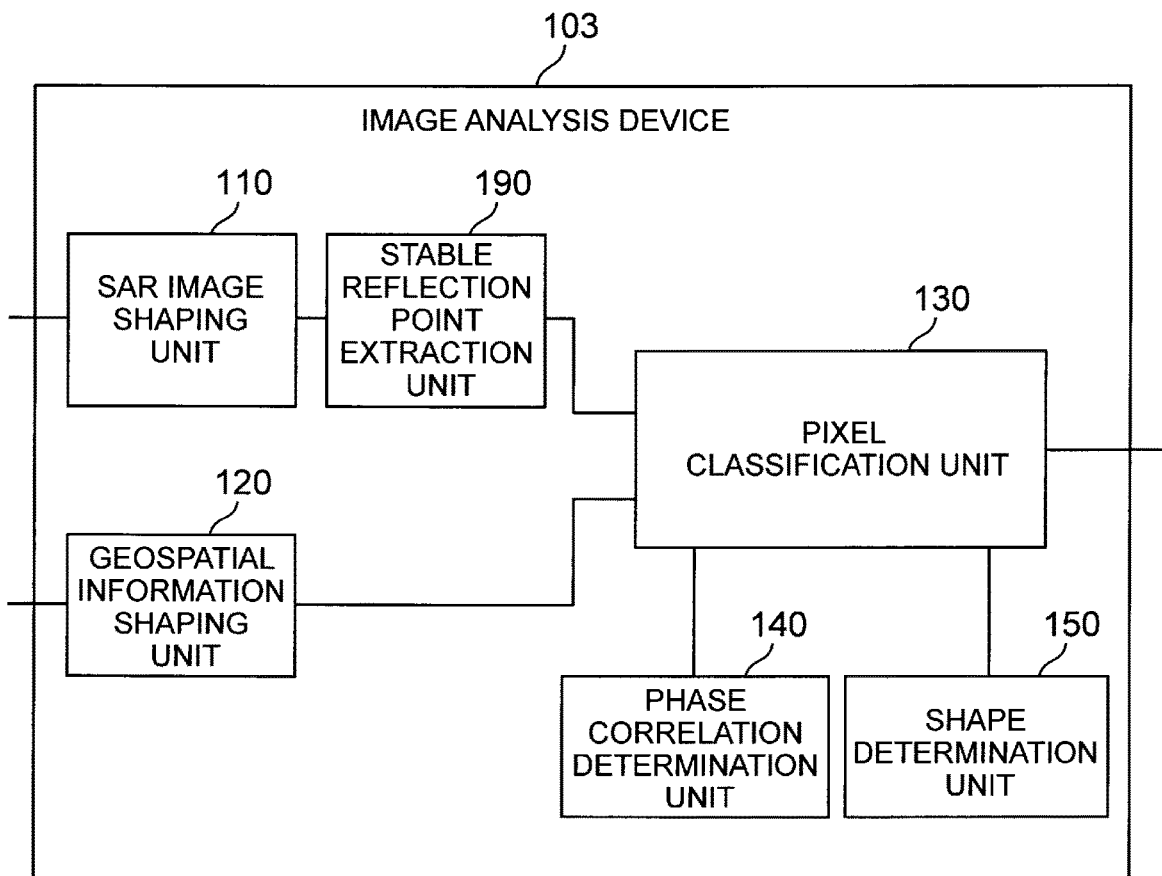 103
IMAGE ANALYSIS DEVICE
110
SAR IMAGE
SHAPING
UNIT
190
STABLE
REFLECTION
POINT
EXTRACTION
UNIT
130
PIXEL
CLASSIFICATION UNIT
120
GEOSPATIAL
INFORMATION
SHAPING
UNIT
140
PHASE
CORRELATION
DETERMINATION
UNIT
150
SHAPE
DETERMINATION
UNIT